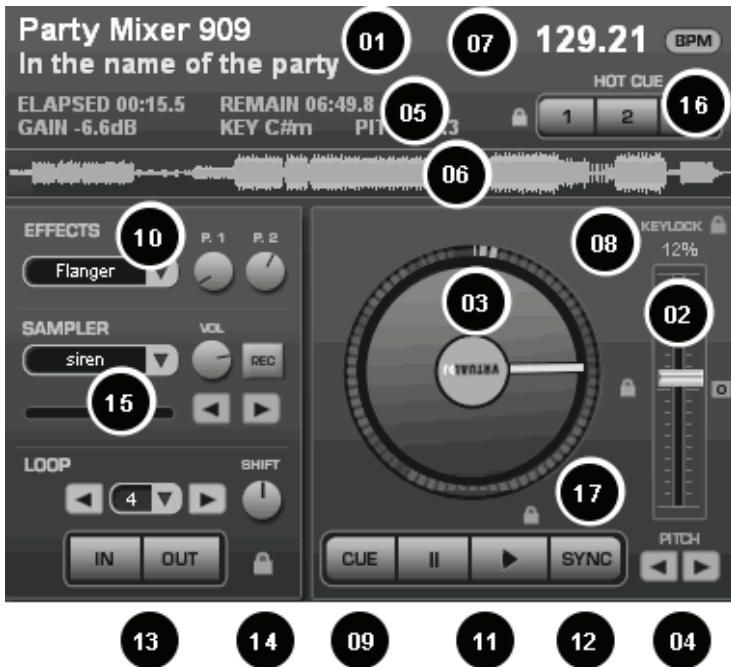 Party Mixer 909
In the name of the party
01
07
129.21
BPM
ELAPSED 00:15.5
REMAIN 06:49.8
GAIN -6.6dB
KEY C#m
05
HOT CUE
1
2
16
06
EFFECTS
10
P. 1
P. 2
Flanger
SAMPLER
VOL
siren
REC
15
LOOP
SHIFT
4
IN
OUT
03
VIRTUAL DJ
08
KEYLOCK
12%
02
O
17
CUE
SYNC
PITCH
13
14
09
11
12
04